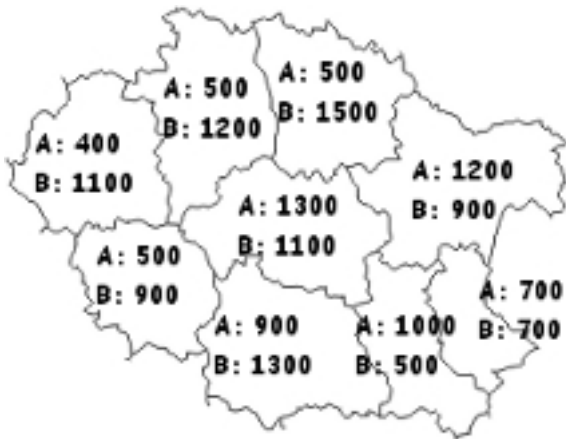 A: 500
B: 1200
A: 500
B: 1500
A: 400
B: 1100
A: 1200
B: 900
A: 1300
B: 1100
A: 500
B: 900
A: 700
B: 700
A: 900
B: 1300
A: 1000
B: 500